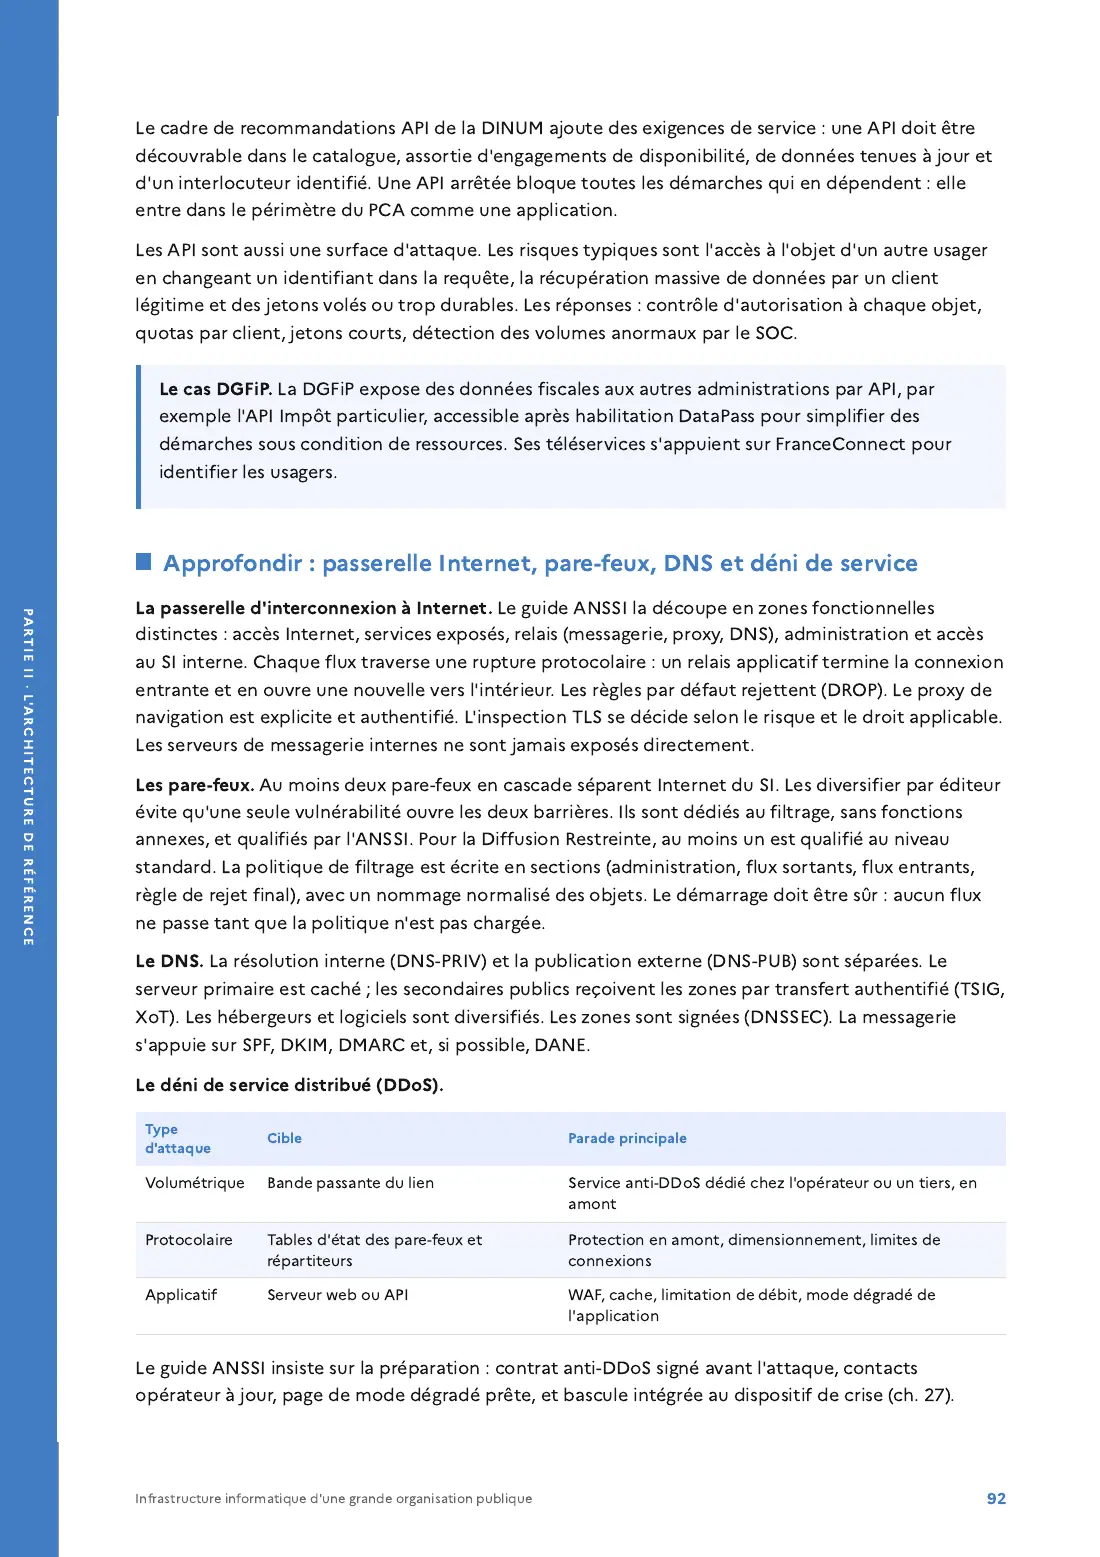 Le cadre de recommandations API de la DINUM ajoute des exigences de service : une API doit être
découvrable dans le catalogue, assortie d'engagements de disponibilité, de données tenues à jour et
d'un interlocuteur identifié. Une API arrêtée bloque toutes les démarches qui en dépendent : elle
entre dans le périmètre du PCA comme une application.
Les API sont aussi une surface d'attaque. Les risques typiques sont l'accès à l'objet d'un autre usager
en changeant un identifiant dans la requête, la récupération massive de données par un client
légitime et des jetons volés ou trop durables. Les réponses : contrôle d'autorisation à chaque objet,
quotas par client, jetons courts, détection des volumes anormaux par le SOC.
Le cas DGFiP. La DGFiP expose des données fiscales aux autres administrations par API, par
exemple l'API Impôt particulier, accessible après habilitation DataPass pour simplifier des
démarches sous condition de ressources. Ses téléservices s'appuient sur FranceConnect pour
identifier les usagers.
Approfondir : passerelle Internet, pare-feux, DNS et déni de service
La passerelle d'interconnexion à Internet. Le guide ANSSI la découpe en zones fonctionnelles
distinctes : accès Internet, services exposés, relais (messagerie, proxy, DNS), administration et accès
au SI interne. Chaque flux traverse une rupture protocolaire : un relais applicatif termine la connexion
entrante et en ouvre une nouvelle vers l'intérieur. Les règles par défaut rejettent (DROP). Le proxy de
navigation est explicite et authentifié. L'inspection TLS se décide selon le risque et le droit applicable.
Les serveurs de messagerie internes ne sont jamais exposés directement.
Les pare-feux. Au moins deux pare-feux en cascade séparent Internet du SI. Les diversifier par éditeur
évite qu'une seule vulnérabilité ouvre les deux barrières. Ils sont dédiés au filtrage, sans fonctions
annexes, et qualifiés par l'ANSSI. Pour la Diffusion Restreinte, au moins un est qualifié au niveau
standard. La politique de filtrage est écrite en sections (administration, flux sortants, flux entrants,
règle de rejet final), avec un nommage normalisé des objets. Le démarrage doit être sûr : aucun flux
ne passe tant que la politique n'est pas chargée.
Le DNS. La résolution interne (DNS-PRIV) et la publication externe (DNS-PUB) sont séparées. Le
serveur primaire est caché ; les secondaires publics reçoivent les zones par transfert authentifié (TSIG,
XoT). Les hébergeurs et logiciels sont diversifiés. Les zones sont signées (DNSSEC). La messagerie
s'appuie sur SPF, DKIM, DMARC et, si possible, DANE.
Le déni de service distribué (DDoS).
Type
d'attaque
Cible
Parade principale
Volumétrique
Bande passante du lien
Service anti-DDoS dédié chez l'opérateur ou un tiers, en
amont
Protocolaire
Tables d'état des pare-feux et
répartiteurs
Protection en amont, dimensionnement, limites de
connexions
Applicatif
Serveur web ou API
WAF, cache, limitation de débit, mode dégradé de
l'application
Le guide ANSSI insiste sur la préparation : contrat anti-DDoS signé avant l'attaque, contacts
opérateur à jour, page de mode dégradé prête, et bascule intégrée au dispositif de crise (ch. 27).
PARTIE II · L'ARCHITECTURE DE RÉFÉRENCE
Infrastructure informatique d'une grande organisation publique
92